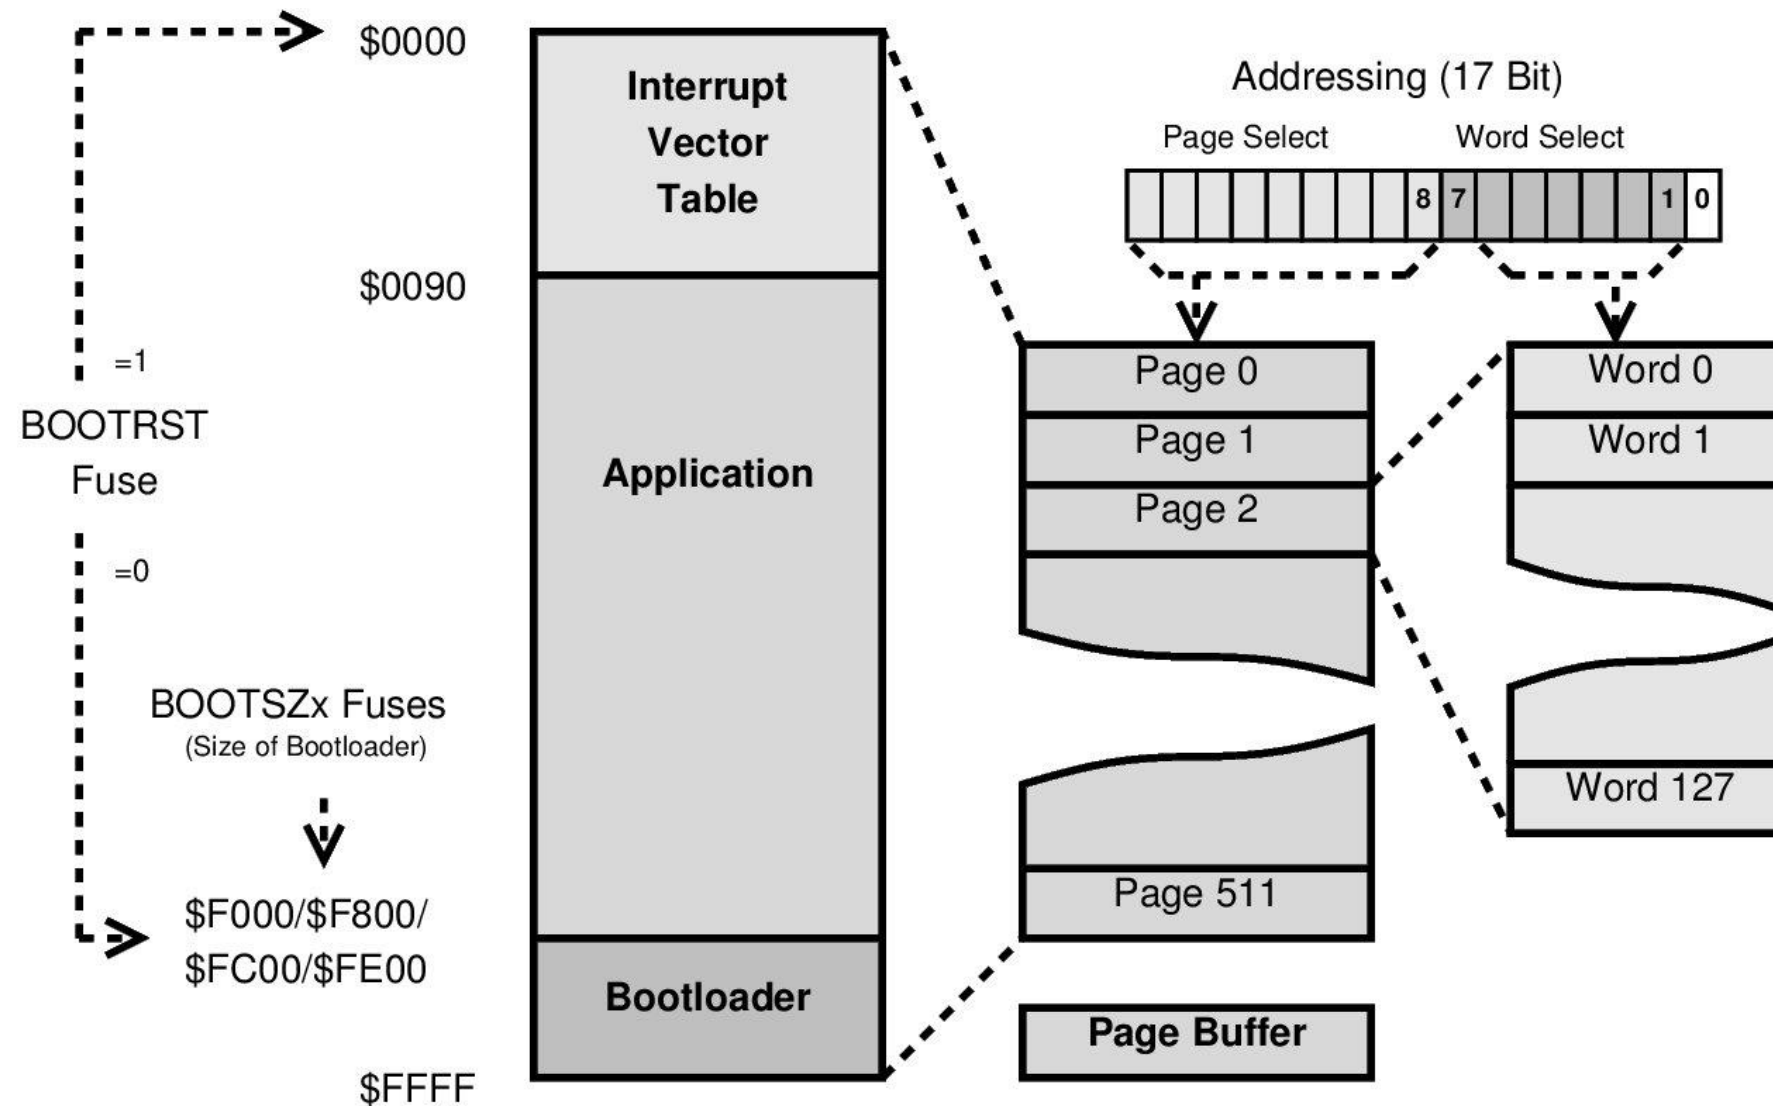 $0000
Interrupt
Vector
Table
$0090
=1
BOOTRST
Fuse
=0
Application
BOOTSZx Fuses
(Size of Bootloader)
$F000/$F800/
$FC00/$FE00
Bootloader
$FFFF
Addressing (17 Bit)
Page Select
Word Select
8 7 1 0
Page 0
Page 1
Page 2
Page 511
Page Buffer
Word 0
Word 1
Word 127